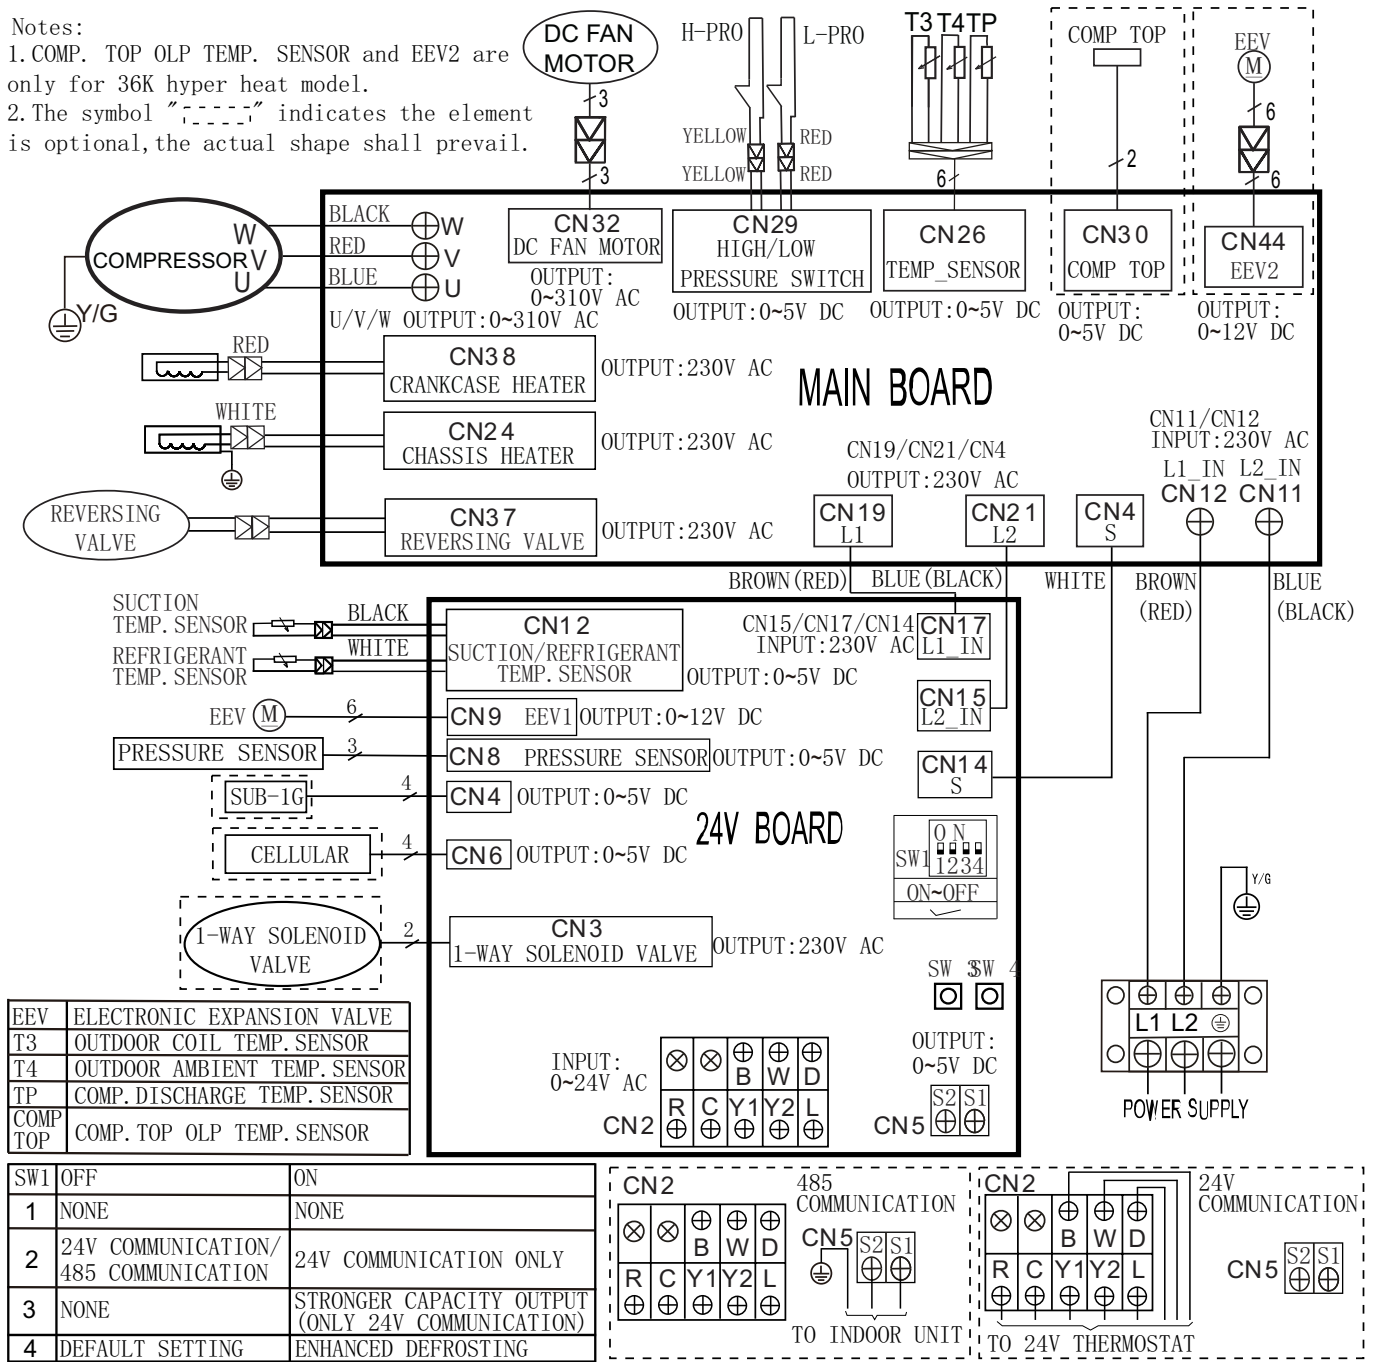 Notes:
1.COMP. TOP OLP TEMP. SENSOR and EEV2 are
only for 36K hyper heat model.
2.The symbol " " indicates the element
is optional,the actual shape shall prevail.
DC FAN
MOTOR
3
3
H-PRO
L-PRO
YELLOW
RED
YELLOW
RED
T3 T4 TP
6
COMP TOP
2
EEV
M
6
6
COMPRESSOR
W
V
U
Y/G
BLACK
W
RED
V
BLUE
U
U/V/W OUTPUT:0~310V AC
CN32
DC FAN MOTOR
OUTPUT:
0~310V AC
CN29
HIGH/LOW
PRESSURE SWITCH
OUTPUT:0~5V DC
CN26
TEMP_SENSOR
OUTPUT:0~5V DC
CN30
COMP TOP
OUTPUT:
0~5V DC
CN44
EEV2
OUTPUT:
0~12V DC
RED
CN38
CRANKCASE HEATER
OUTPUT:230V AC
WHITE
CN24
CHASSIS HEATER
OUTPUT:230V AC
REVERSING
VALVE
CN37
REVERSING VALVE
OUTPUT:230V AC
MAIN BOARD
CN19/CN21/CN4
OUTPUT:230V AC
CN19
L1
CN21
L2
CN4
S
CN11/CN12
INPUT:230V AC
L1_IN L2_IN
CN12 CN11
BROWN(RED)
BLUE(BLACK)
WHITE
BROWN
(RED)
BLUE
(BLACK)
SUCTION
TEMP.SENSOR
BLACK
REFRIGERANT
TEMP.SENSOR
WHITE
CN12
SUCTION/REFRIGERANT
TEMP.SENSOR
OUTPUT:0~5V DC
CN15/CN17/CN14
INPUT:230V AC
CN17
L1_IN
CN15
L2_IN
CN14
S
EEV M
6
CN9 EEV1
OUTPUT:0~12V DC
PRESSURE SENSOR
3
CN8 PRESSURE SENSOR
OUTPUT:0~5V DC
SUB-1G
4
CN4
OUTPUT:0~5V DC
CELLULAR
4
CN6
OUTPUT:0~5V DC
24V BOARD
SW1
ON
1234
ON~OFF
1-WAY SOLENOID
VALVE
2
CN3
1-WAY SOLENOID VALVE
OUTPUT:230V AC
SW 3 SW 4
OUTPUT:
0~5V DC
CN5
S2 S1
INPUT:
0~24V AC
CN2
B W D
R C Y1 Y2 L
Y/G
L1 L2
POWER SUPPLY
EEV ELECTRONIC EXPANSION VALVE
T3 OUTDOOR COIL TEMP.SENSOR
T4 OUTDOOR AMBIENT TEMP.SENSOR
TP COMP.DISCHARGE TEMP.SENSOR
COMP
TOP COMP.TOP OLP TEMP.SENSOR
SW1 OFF ON
1 NONE NONE
2 24V COMMUNICATION/
485 COMMUNICATION 24V COMMUNICATION ONLY
3 NONE STRONGER CAPACITY OUTPUT
(ONLY 24V COMMUNICATION)
4 DEFAULT SETTING ENHANCED DEFROSTING
CN2
B W D
R C Y1 Y2 L
485
COMMUNICATION
CN5
S2 S1
TO INDOOR UNIT
CN2
B W D
R C Y1 Y2 L
24V
COMMUNICATION
CN5
S2 S1
TO 24V THERMOSTAT